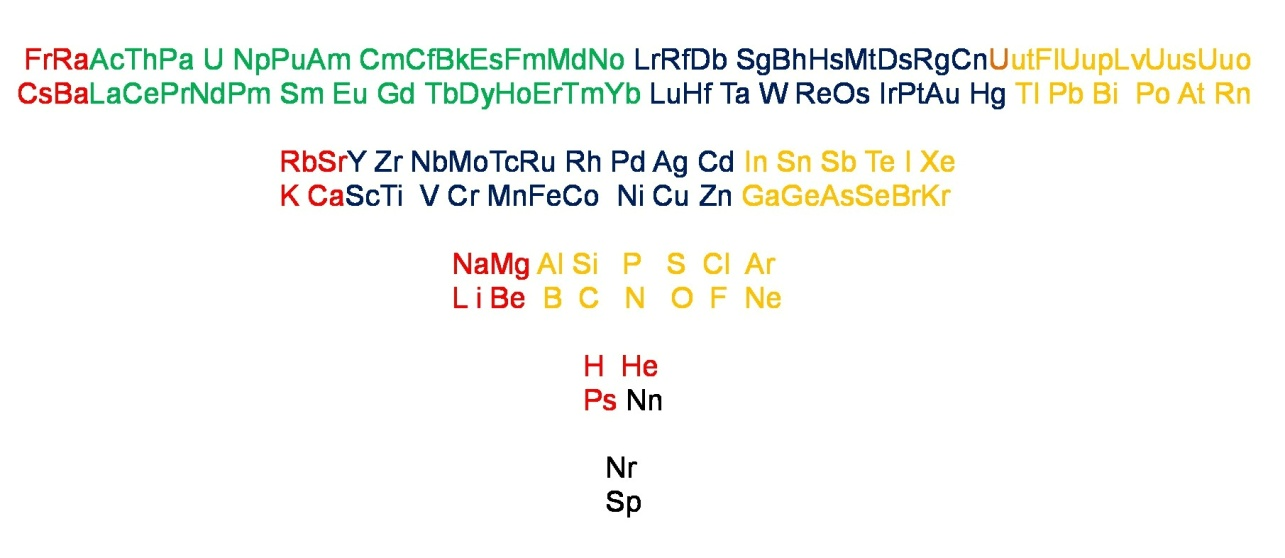 FrRaAcThPa U NpPuAm CmCfBkEsFmMdNo LrRfDb SgBhHsMtDsRgCnUutFlUupLvUusUuo
CsBaLaCePrNdPm Sm Eu Gd TbDyHoErTmYb LuHf Ta W ReOs IrPtAu Hg Tl Pb Bi Po At Rn
RbSrY Zr NbMoTcRu Rh Pd Ag Cd In Sn Sb Te I Xe
K CaScTi V Cr MnFeCo Ni Cu Zn GaGeAsSeBrKr
NaMg Al Si P S Cl Ar
L i Be B C N O F Ne
H He
Ps Nn
Nr
Sp